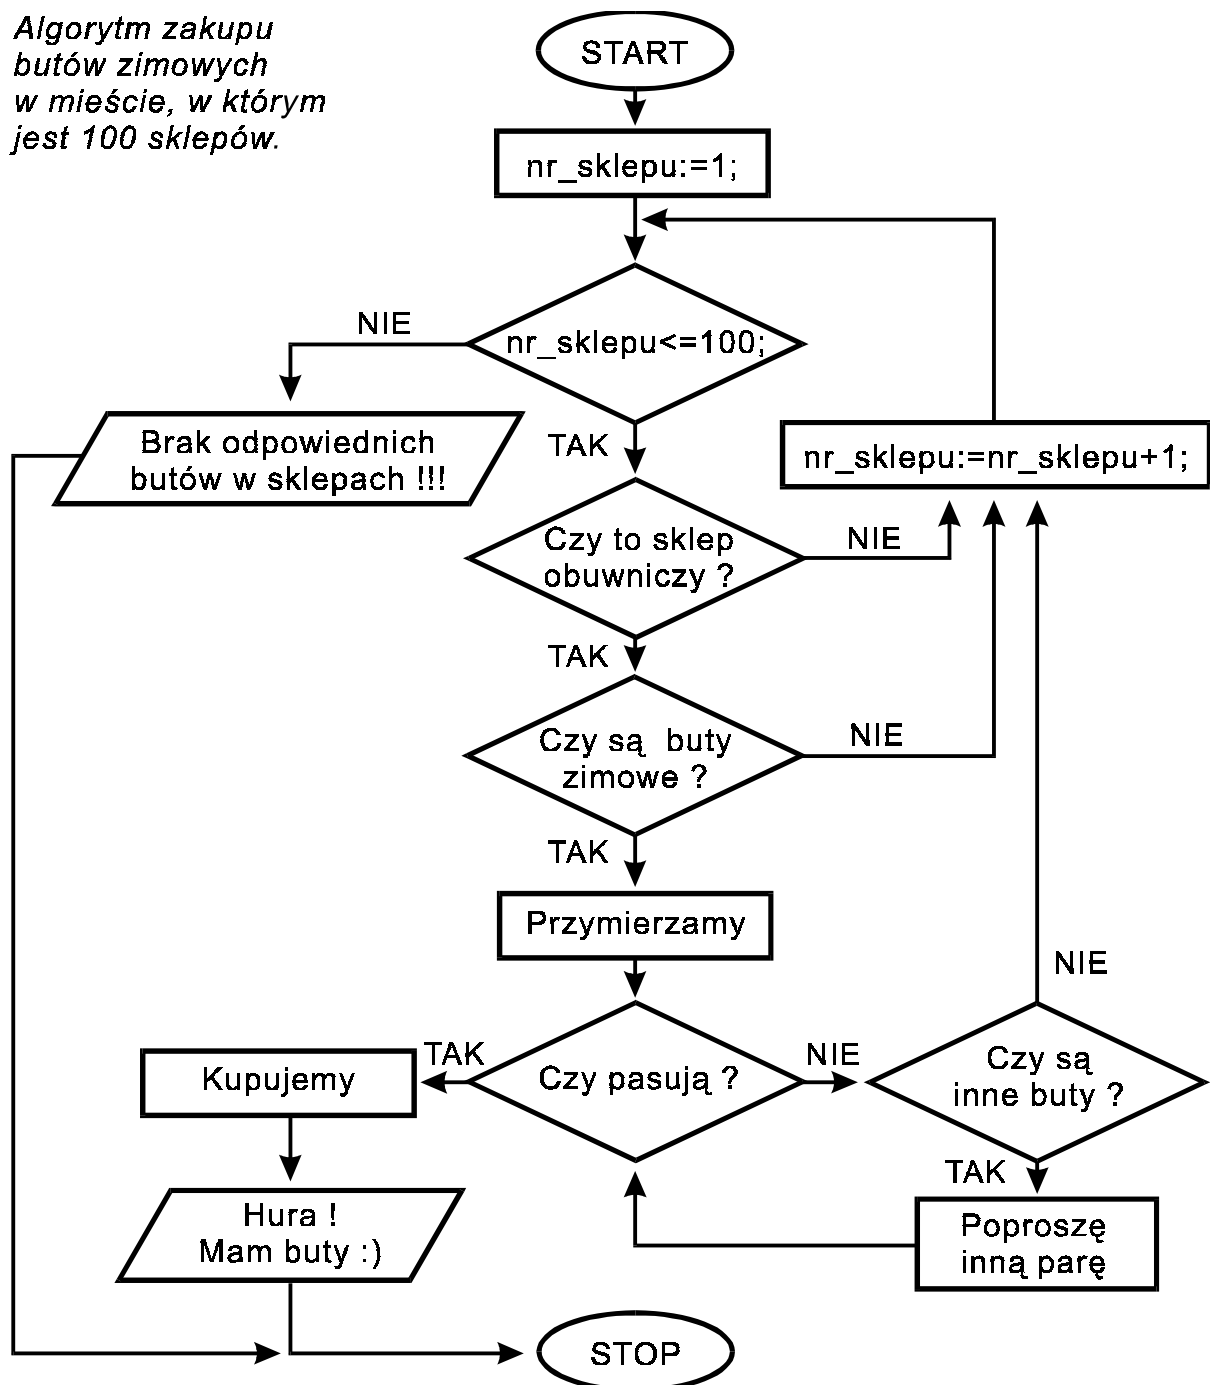 Algorytm zakupu
butów zimowych
w mieście, w którym
jest 100 sklepów.
START
nr_sklepu:=1;
nr_sklepu<=100;
NIE
Brak odpowiednich
butów w sklepach !!!
TAK
nr_sklepu:=nr_sklepu+1;
Czy to sklep
obuwniczy ?
NIE
TAK
Czy są buty
zimowe ?
NIE
TAK
Przymierzamy
Czy pasują ?
TAK
Kupujemy
Hura !
Mam buty :)
NIE
Czy są
inne buty ?
NIE
TAK
Poproszę
inną parę
STOP